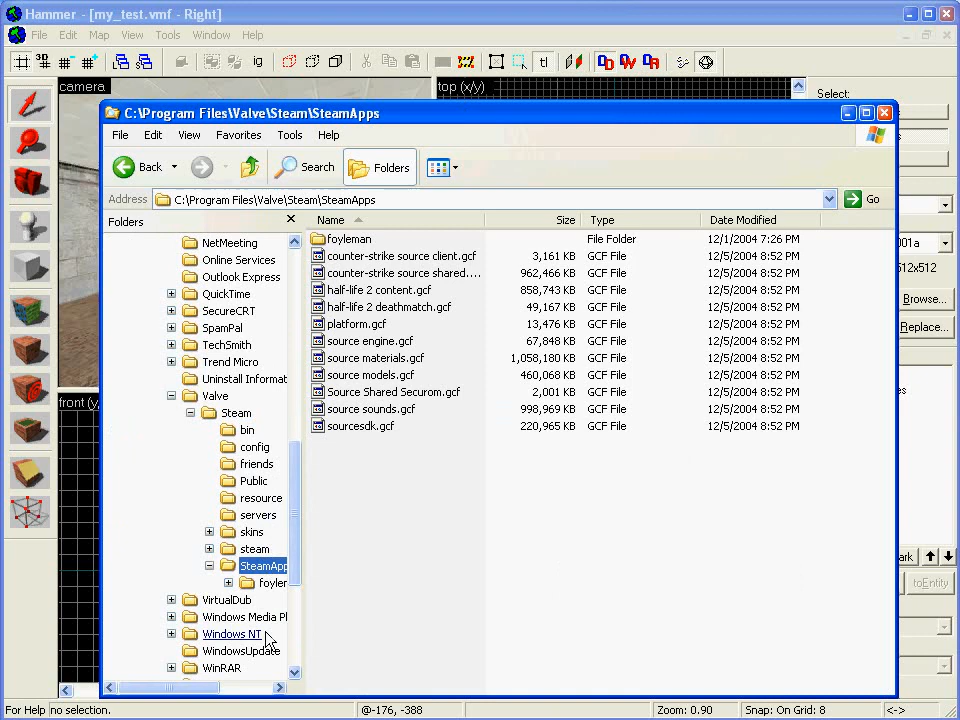 Hammer - [my_test.vmf - Right]
File Edit Map View Tools Window Help
3D ig tl
camera
top (x/y)
Select:
C:\Program Files\Valve\Steam\SteamApps
File Edit View Favorites Tools Help
Back Search Folders
Address C:\Program Files\Valve\Steam\SteamApps Go
Folders
Name Size Type Date Modified
NetMeeting
Online Services
Outlook Express
QuickTime
SecureCRT
SpamPal
TechSmith
Trend Micro
Uninstall Informat
Valve
Steam
bin
config
friends
Public
resource
servers
skins
steam
SteamApp
foyler
VirtualDub
Windows Media Pl
Windows NT
WindowsUpdate
WinRAR
foyleman File Folder 12/1/2004 7:26 PM
counter-strike source client.gcf 3,161 KB GCF File 12/5/2004 8:52 PM
counter-strike source shared.... 962,466 KB GCF File 12/5/2004 8:52 PM
half-life 2 content.gcf 858,743 KB GCF File 12/5/2004 8:52 PM
half-life 2 deathmatch.gcf 49,167 KB GCF File 12/5/2004 8:52 PM
platform.gcf 13,476 KB GCF File 12/5/2004 8:52 PM
source engine.gcf 67,848 KB GCF File 12/5/2004 8:52 PM
source materials.gcf 1,058,180 KB GCF File 12/5/2004 8:52 PM
source models.gcf 460,068 KB GCF File 12/5/2004 8:52 PM
Source Shared Securom.gcf 2,001 KB GCF File 12/5/2004 8:52 PM
source sounds.gcf 998,969 KB GCF File 12/5/2004 8:52 PM
sourcesdk.gcf 220,965 KB GCF File 12/5/2004 8:52 PM
001a
512x512
Browse...
Replace...
es
ark
toEntity
front (y,
For Help no selection. @-176, -388 Zoom: 0.90 Snap: On Grid: 8 <->